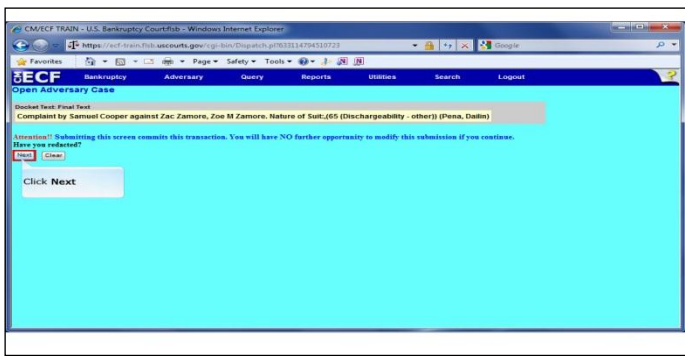 CM/ECF TRAIN - U.S. Bankruptcy Court:flsb - Windows Internet Explorer
https://ecf-train.flsb.uscourts.gov/cgi-bin/Dispatch.pl?633114794510723
Google
Favorites Page Safety Tools
ECF Bankruptcy Adversary Query Reports Utilities Search Logout ?
Open Adversary Case
Docket Text: Final Text
Complaint by Samuel Cooper against Zac Zamore, Zoe M Zamore, Nature of Suit:,(65 (Dischargeability - other)) (Pena, Dailin)
Attention!! Submitting this screen commits this transaction. You will have NO further opportunity to modify this submission if you continue.
Have you redacted?
Next Clear
Click Next